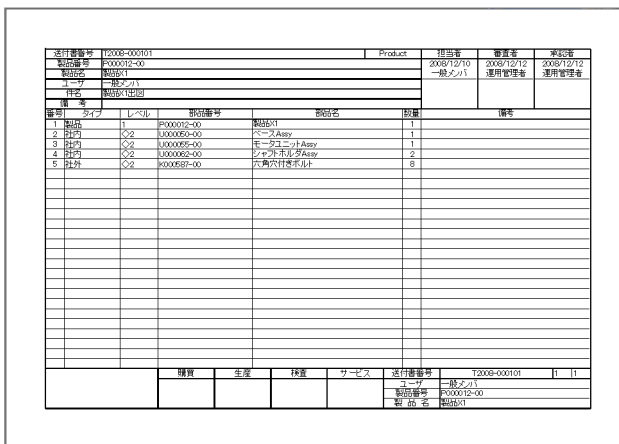 送付書番号 T2008-000101 Product 担当者 審査者 承認者
製品番号 P000012-00 2008/12/10 2008/12/12 2008/12/12
製品名 製品X1 一般メンバ 運用管理者 運用管理者
ユーザ 一般メンバ
件名 製品X1出図
備 考
番号 タイプ レベル 部品番号 部品名 数量 備考
1 製品 1 P000012-00 製品X1 1
2 社内 ◇2 U000050-00 ベースAssy 1
3 社内 ◇2 U000055-00 モータユニットAssy 1
4 社内 ◇2 U000062-00 シャフトホルダAssy 2
5 社外 ◇2 K000587-00 六角穴付きボルト 8
購買 生産 検査 サービス 送付書番号 T2008-000101 1 1
ユーザ 一般メンバ
製品番号 P000012-00
製 品 名 製品X1